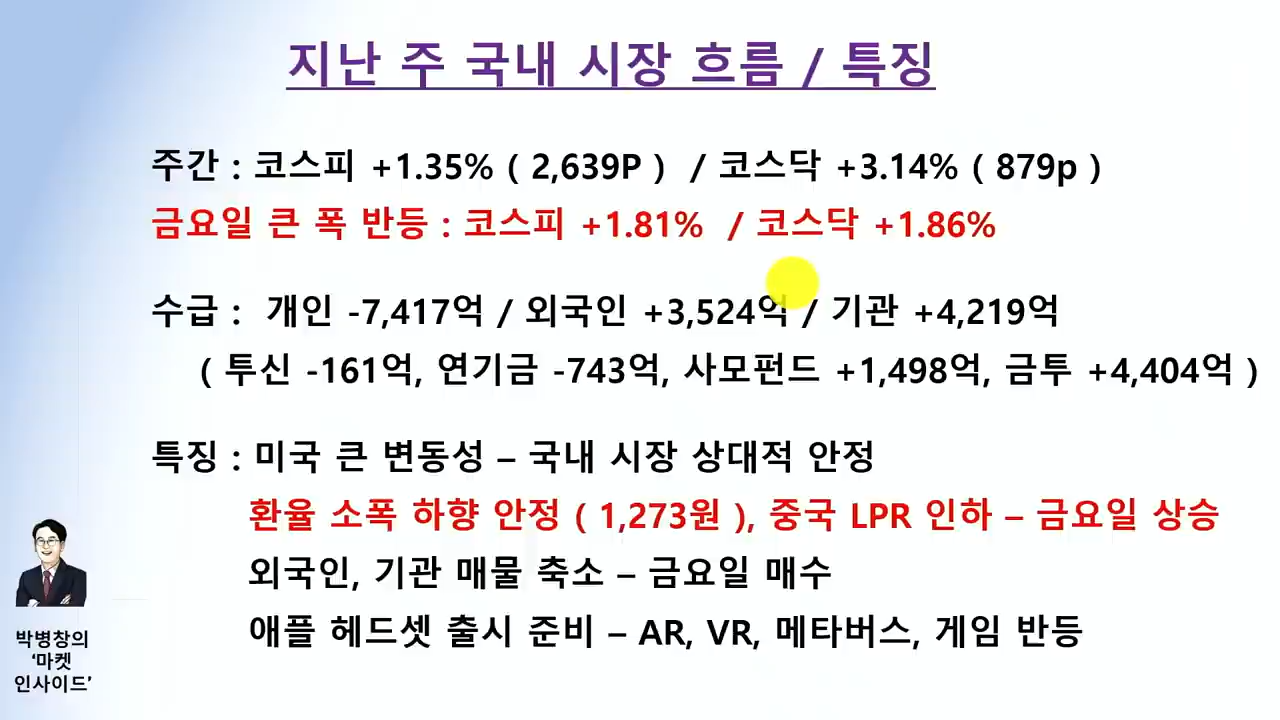 지난 주 국내 시장 흐름 / 특징
주간 : 코스피 +1.35% ( 2,639P ) / 코스닥 +3.14% ( 879p )
금요일 큰 폭 반등 : 코스피 +1.81% / 코스닥 +1.86%
수급 : 개인 -7,417억 / 외국인 +3,524억 / 기관 +4,219억
( 투신 -161억, 연기금 -743억, 사모펀드 +1,498억, 금투 +4,404억 )
특징 : 미국 큰 변동성 – 국내 시장 상대적 안정
환율 소폭 하향 안정 ( 1,273원 ), 중국 LPR 인하 – 금요일 상승
외국인, 기관 매물 축소 – 금요일 매수
애플 헤드셋 출시 준비 – AR, VR, 메타버스, 게임 반등
박병창의
‘마켓
인사이드’